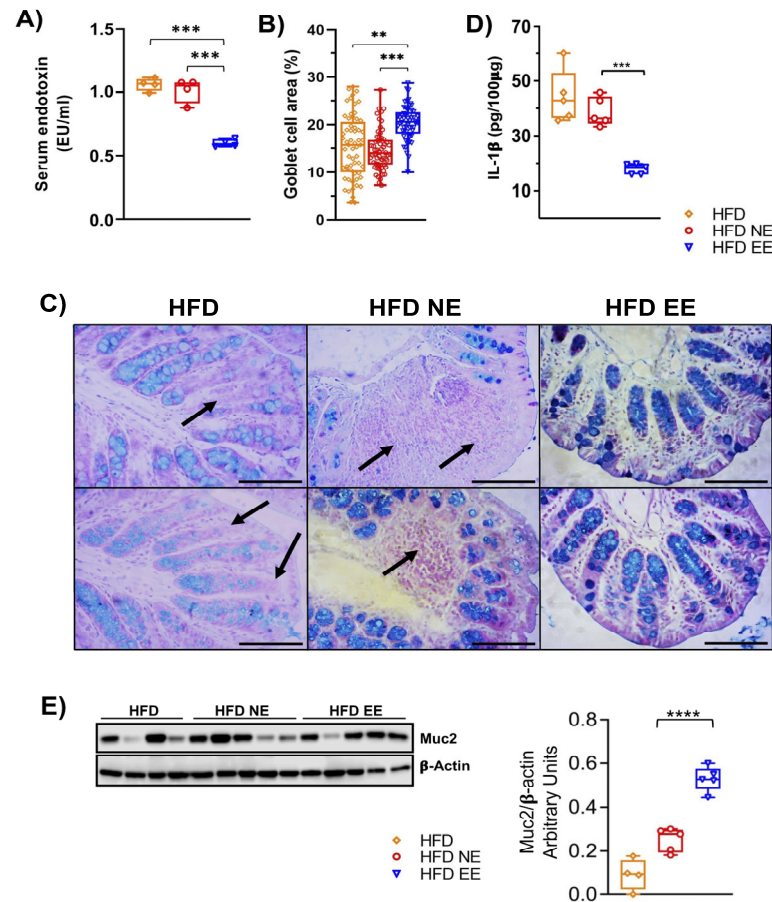 A)
Serum endotoxin
(EU/ml)
1.5
1.0
0.5
0.0
***
***
B)
Goblet cell area (%)
40
30
20
10
0
**
***
D)
IL-1β (pg/100µg)
70
50
30
10
***
HFD
HFD NE
HFD EE
C)
HFD
HFD NE
HFD EE
E)
HFD
HFD NE
HFD EE
Muc2
β-Actin
HFD
HFD NE
HFD EE
Muc2/β-actin
Arbitrary Units
0.8
0.6
0.4
0.2
0.0
****